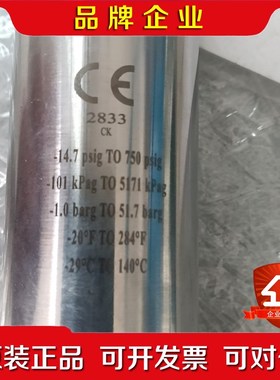 品牌企业
CE
2833
CK
-14.7 psig TO 750 psig
-101 kPag TO 5171 kPag
-1.0 barg TO 51.7 barg
-20°F TO 284°F
-29°C TO 140°C
企业
装正品 可开发票 可对